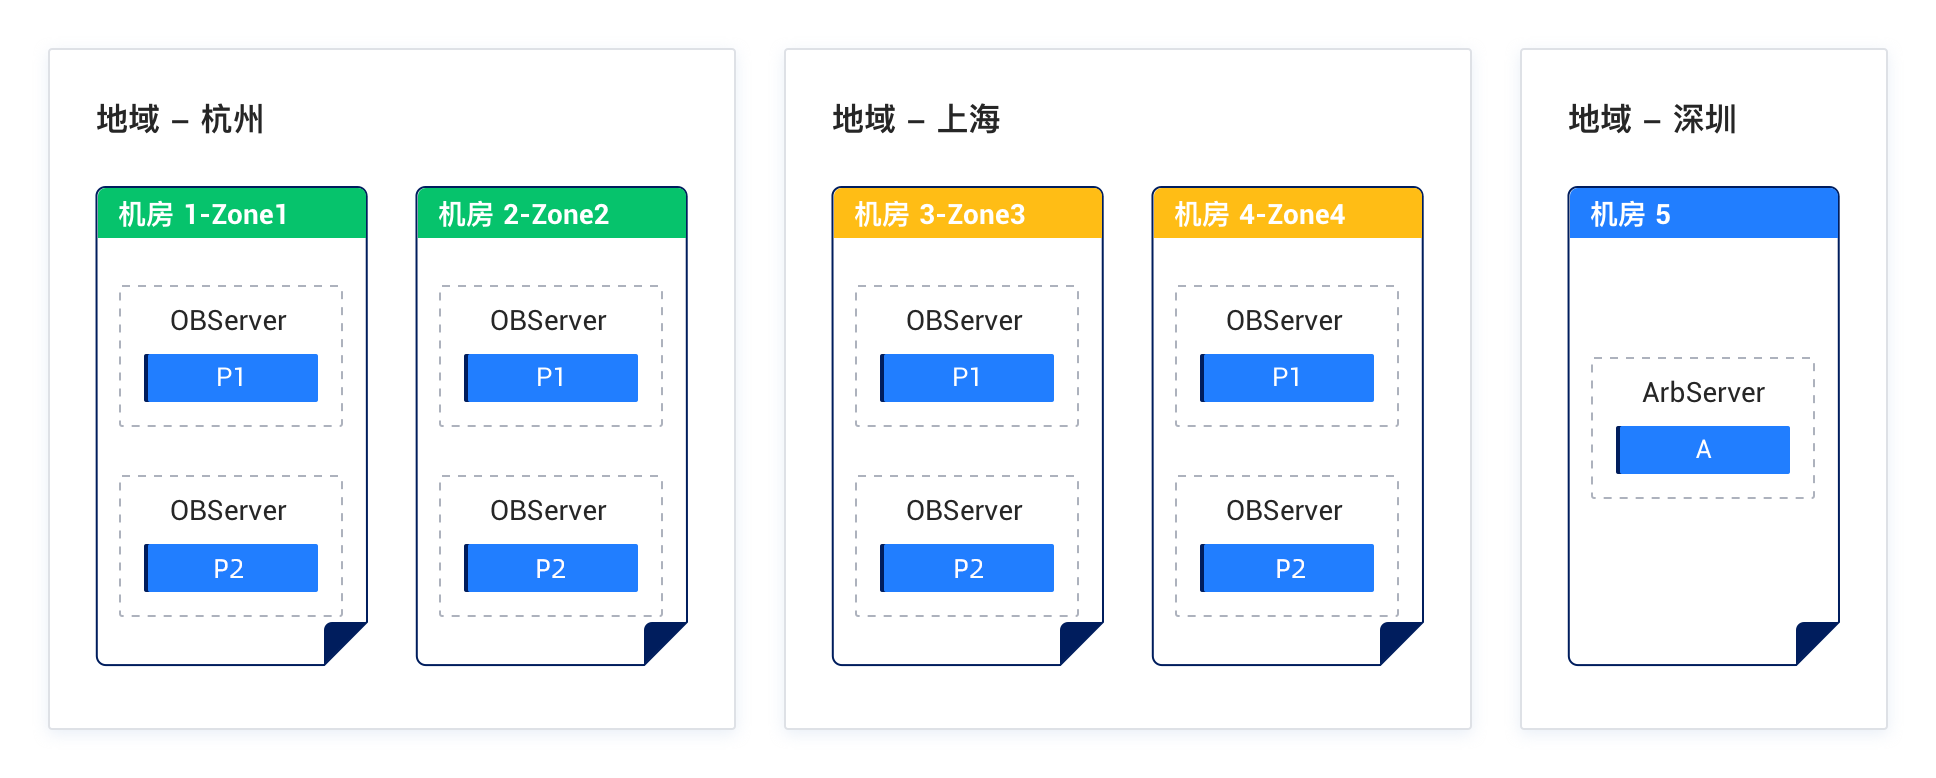 地域 – 杭州
机房 1-Zone1
OBServer
P1
OBServer
P2
机房 2-Zone2
OBServer
P1
OBServer
P2
地域 – 上海
机房 3-Zone3
OBServer
P1
OBServer
P2
机房 4-Zone4
OBServer
P1
OBServer
P2
地域 – 深圳
机房 5
ArbServer
A